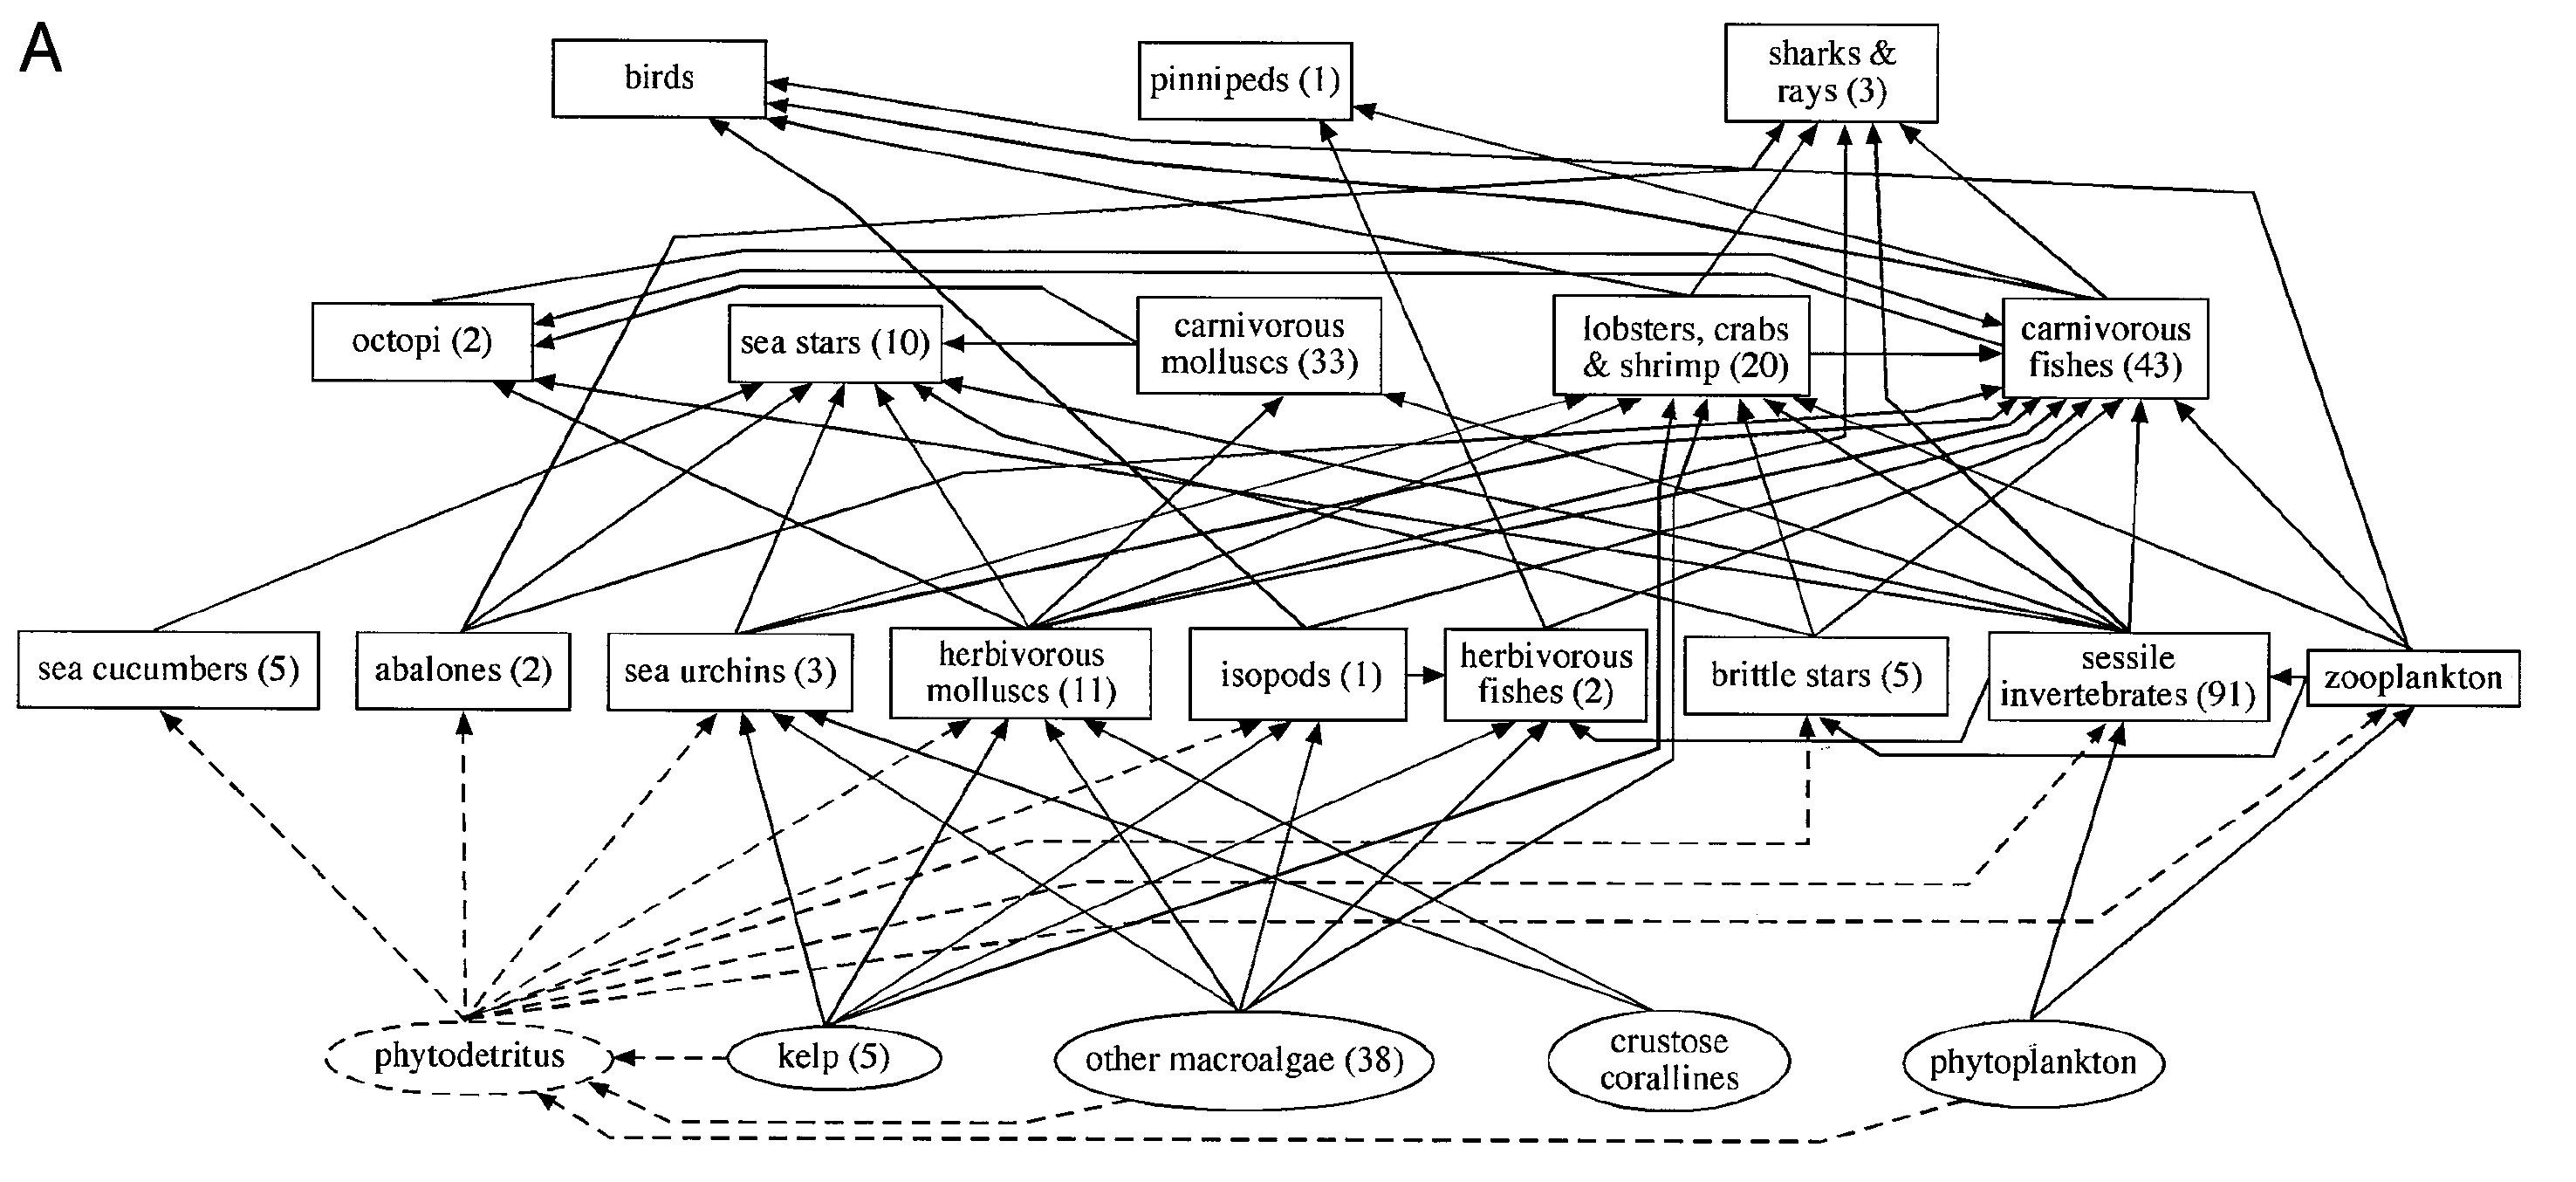 A
birds
pinnipeds (1)
sharks &
rays (3)
octopi (2)
sea stars (10)
carnivorous
molluscs (33)
lobsters, crabs
& shrimp (20)
carnivorous
fishes (43)
sea cucumbers (5)
abalones (2)
sea urchins (3)
herbivorous
molluscs (11)
isopods (1)
herbivorous
fishes (2)
brittle stars (5)
sessile
invertebrates (91)
zooplankton
phytodetritus
kelp (5)
other macroalgae (38)
crustose
corallines
phytoplankton